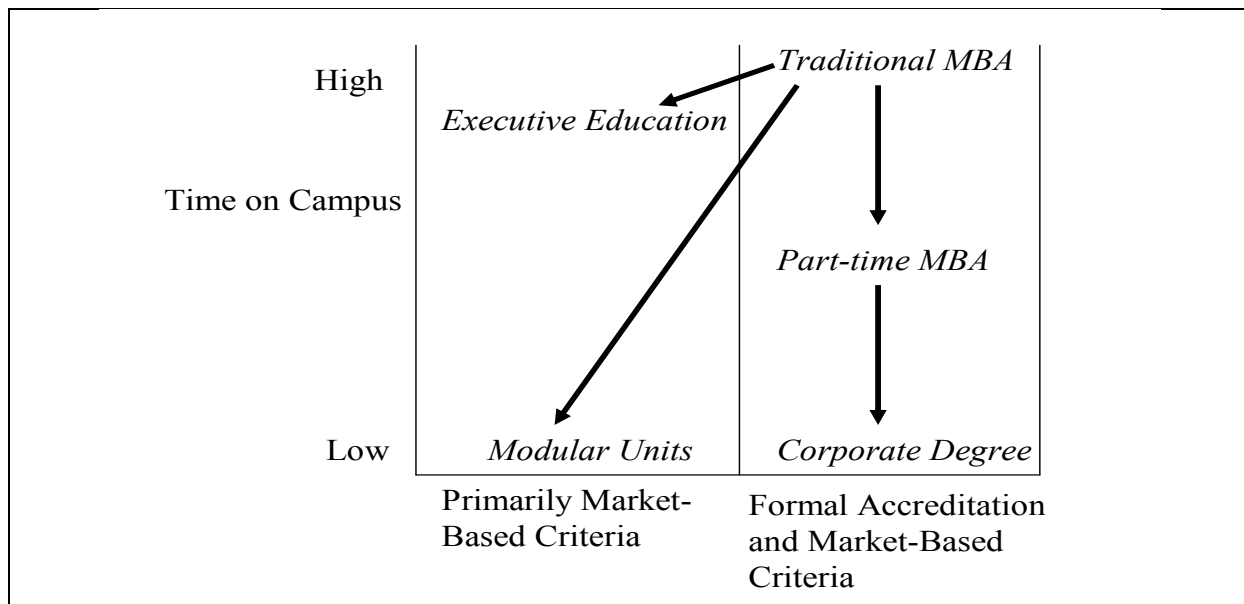 Traditional MBA
High
Executive Education
Time on Campus
Part-time MBA
Low
Modular Units
Corporate Degree
Primarily Market-
Based Criteria
Formal Accreditation
and Market-Based
Criteria